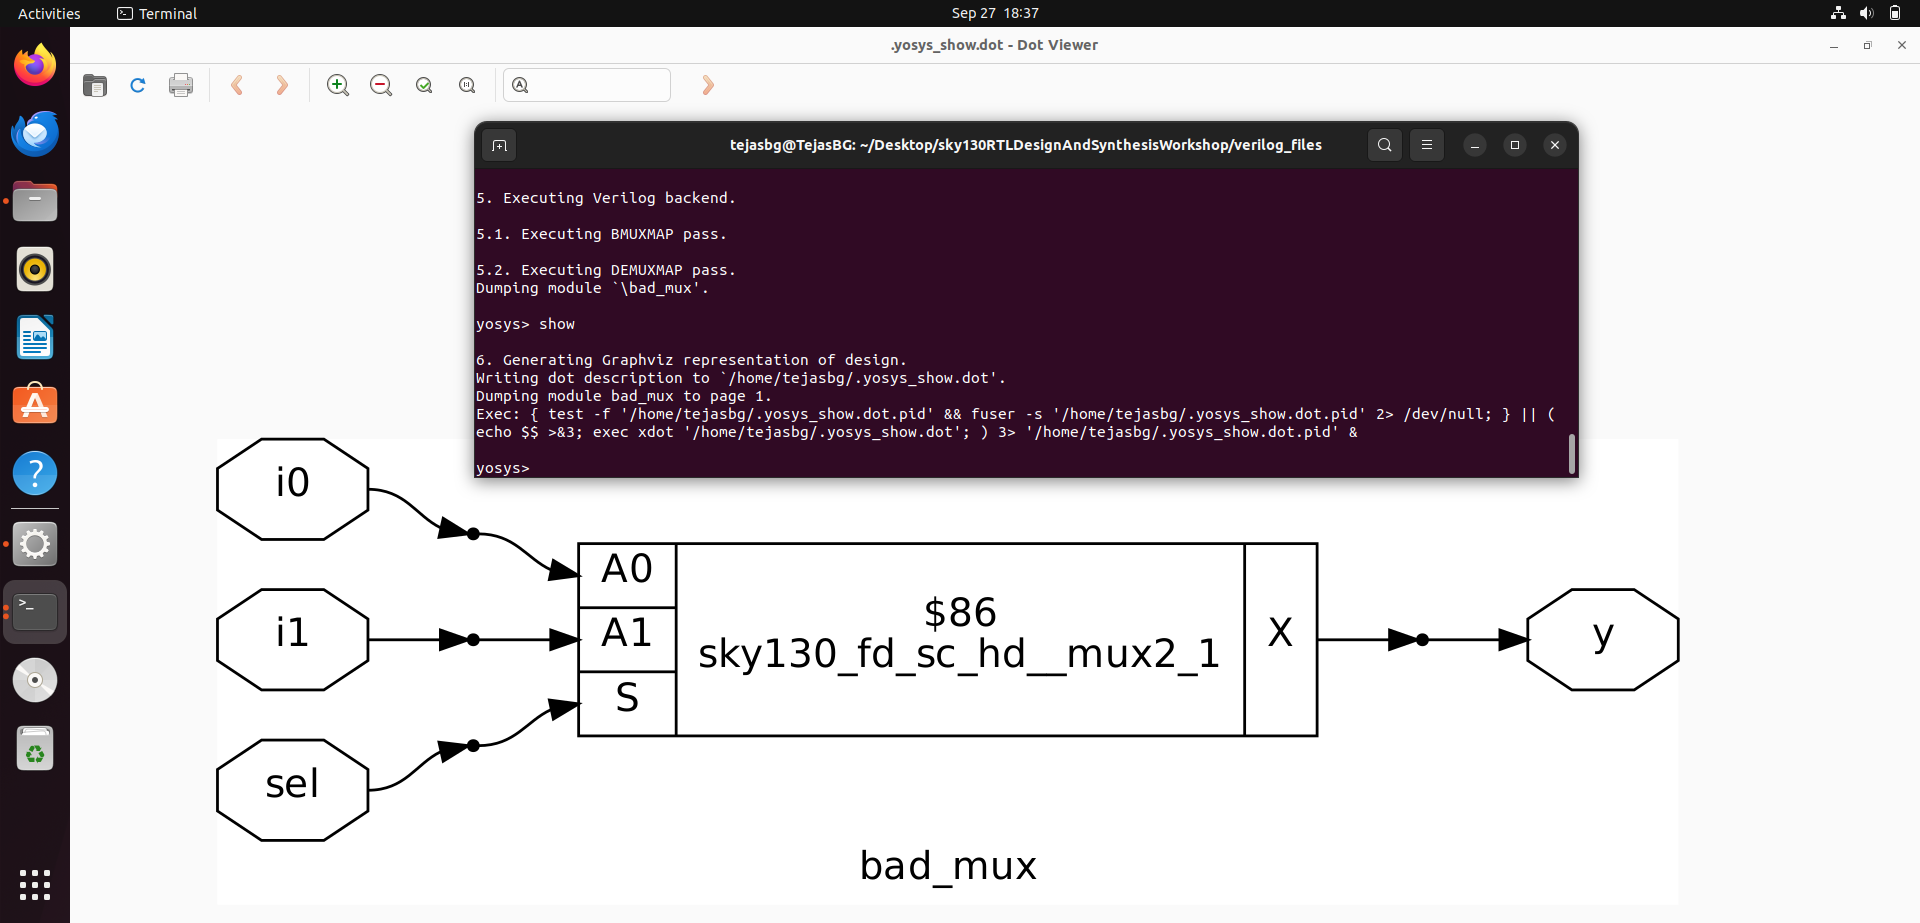 Activities
Terminal
Sep 27 18:37
.yosys_show.dot - Dot Viewer
tejasbg@TejasBG: ~/Desktop/sky130RTLDesignAndSynthesisWorkshop/verilog_files
5. Executing Verilog backend.
5.1. Executing BMUXMAP pass.
5.2. Executing DEMUXMAP pass.
Dumping module `\bad_mux'.
yosys> show
6. Generating Graphviz representation of design.
Writing dot description to `/home/tejasbg/.yosys_show.dot'.
Dumping module bad_mux to page 1.
Exec: { test -f '/home/tejasbg/.yosys_show.dot.pid' && fuser -s '/home/tejasbg/.yosys_show.dot.pid' 2> /dev/null; } || (
echo $$ >&3; exec xdot '/home/tejasbg/.yosys_show.dot'; ) 3> '/home/tejasbg/.yosys_show.dot.pid' &
yosys>
i0
i1
sel
A0
A1
S
$86
sky130_fd_sc_hd__mux2_1
X
y
bad_mux